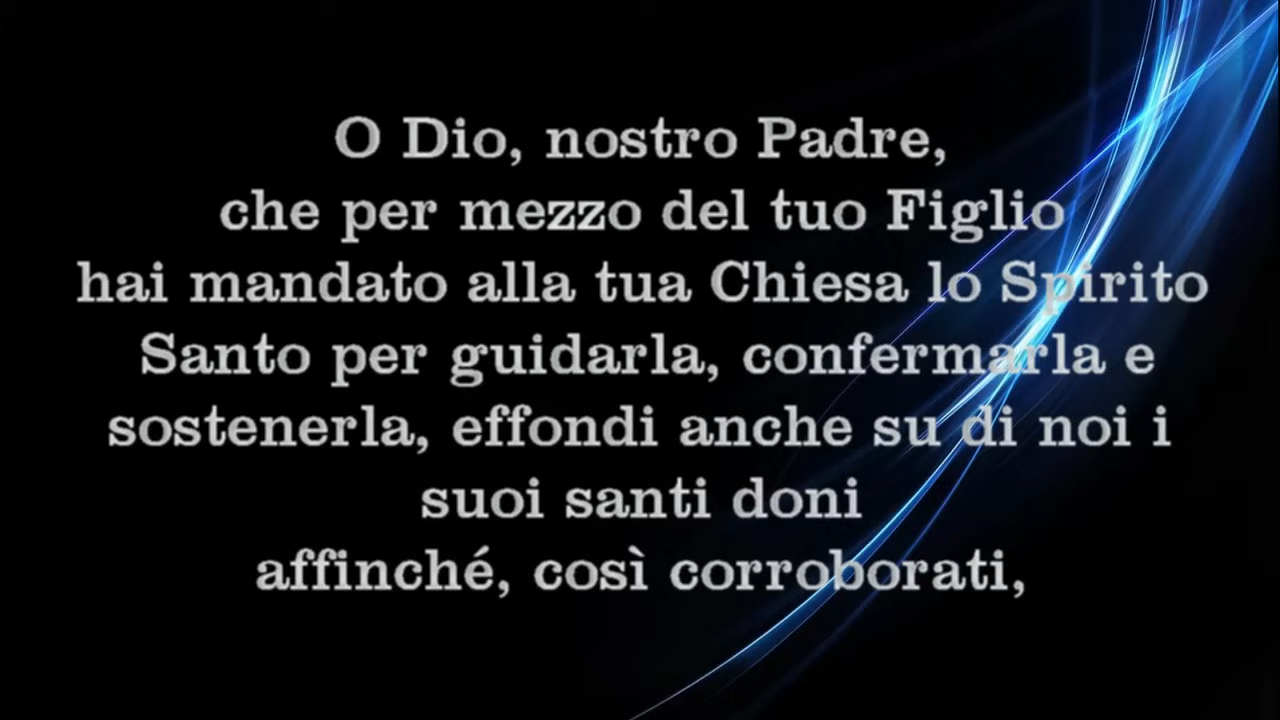 O Dio, nostro Padre,
che per mezzo del tuo Figlio
hai mandato alla tua Chiesa lo Spirito
Santo per guidarla, confermarla e
sostenerla, effondi anche su di noi i
suoi santi doni
affinché, così corroborati,